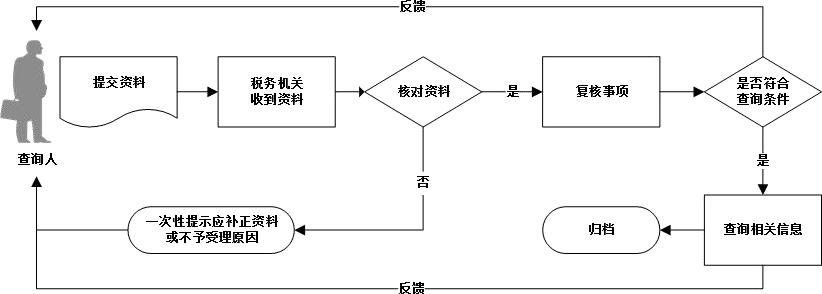 反馈
提交资料
税务机关
收到资料
核对资料
是
复核事项
是否符合
查询条件
查询人
否
是
一次性提示应补正资料
或不予受理原因
归档
查询相关信息
反馈